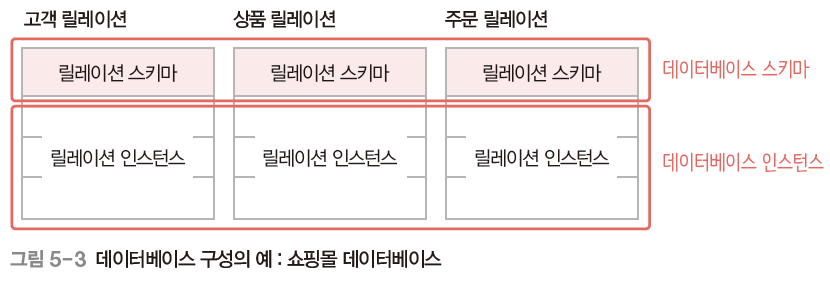 고객 릴레이션 상품 릴레이션 주문 릴레이션
릴레이션 스키마 릴레이션 스키마 릴레이션 스키마 데이터베이스 스키마
릴레이션 인스턴스 릴레이션 인스턴스 릴레이션 인스턴스 데이터베이스 인스턴스
그림 5-3 데이터베이스 구성의 예 : 쇼핑몰 데이터베이스